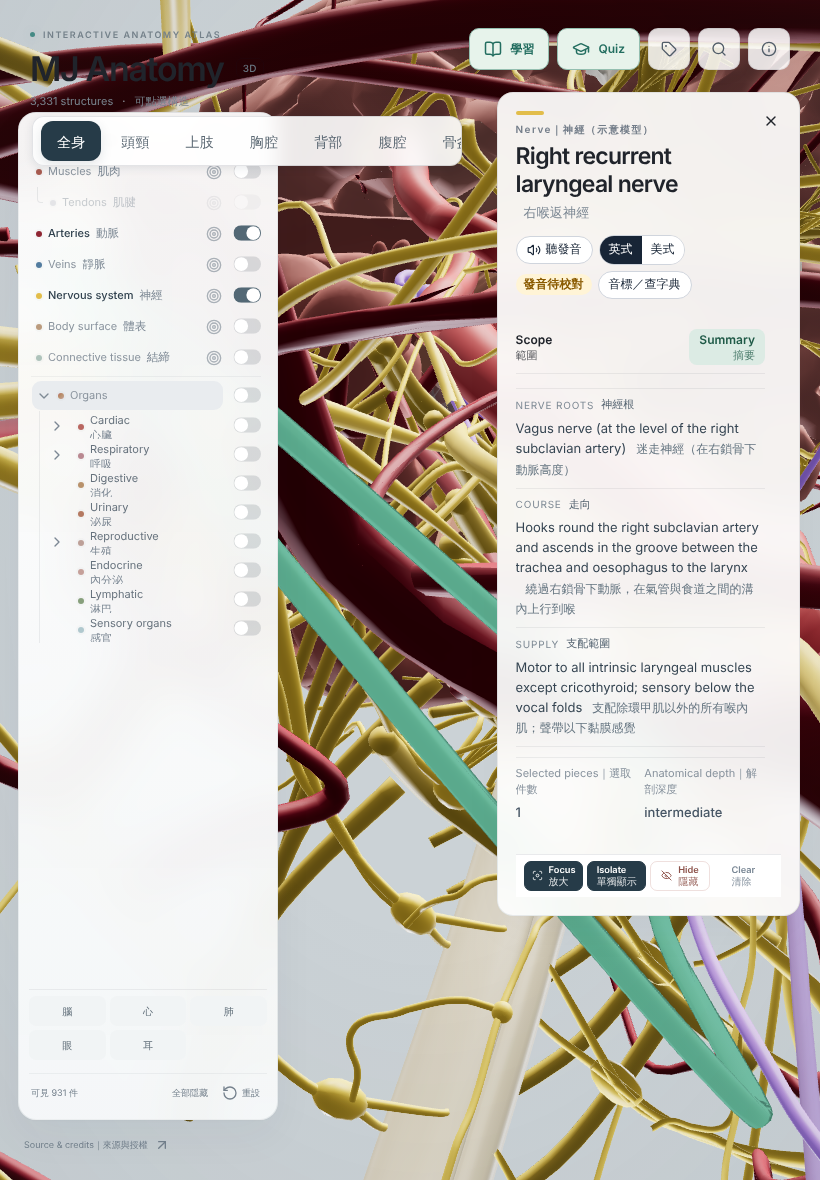 INTERACTIVE ANATOMY ATLAS
MJ Anatomy 3D
3,331 structures · 可點選構造
學習
Quiz
全身 頭頸 上肢 胸腔 背部 腹腔
Muscles 肌肉
Tendons 肌腱
Arteries 動脈
Veins 靜脈
Nervous system 神經
Body surface 體表
Connective tissue 結締
Organs
Cardiac
心臟
Respiratory
呼吸
Digestive
消化
Urinary
泌尿
Reproductive
生殖
Endocrine
內分泌
Lymphatic
淋巴
Sensory organs
感官
腦 心 肺
眼 耳
可見 931 件 全部隱藏 重設
Source & credits | 來源與授權
Nerve | 神經（示意模型）
Right recurrent
laryngeal nerve
右喉返神經
聽發音 英式 美式
發音待校對 音標／查字典
Scope
範圍
Summary
摘要
NERVE ROOTS 神經根
Vagus nerve (at the level of the right
subclavian artery) 迷走神經（在右鎖骨下
動脈高度）
COURSE 走向
Hooks round the right subclavian artery
and ascends in the groove between the
trachea and oesophagus to the larynx
繞過右鎖骨下動脈，在氣管與食道之間的溝
內上行到喉
SUPPLY 支配範圍
Motor to all intrinsic laryngeal muscles
except cricothyroid; sensory below the
vocal folds 支配除環甲肌以外的所有喉內
肌；聲帶以下黏膜感覺
Selected pieces | 選取
件數
1
Anatomical depth | 解
剖深度
intermediate
Focus
放大
Isolate
單獨顯示
Hide
隱藏
Clear
清除